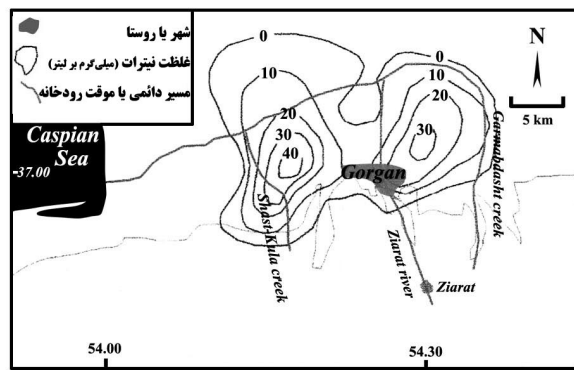 شهر یا روستا
غلظت نیترات (میلی‌گرم بر لیتر)
مسیر دائمی یا موقت رودخانه
0
10
20
30
40
0
10
20
30
N
5 km
Caspian
Sea
37.00
Gorgan
Garmabdasht creek
Shast Kula creek
Ziarat river
Ziarat
54.00
54.30